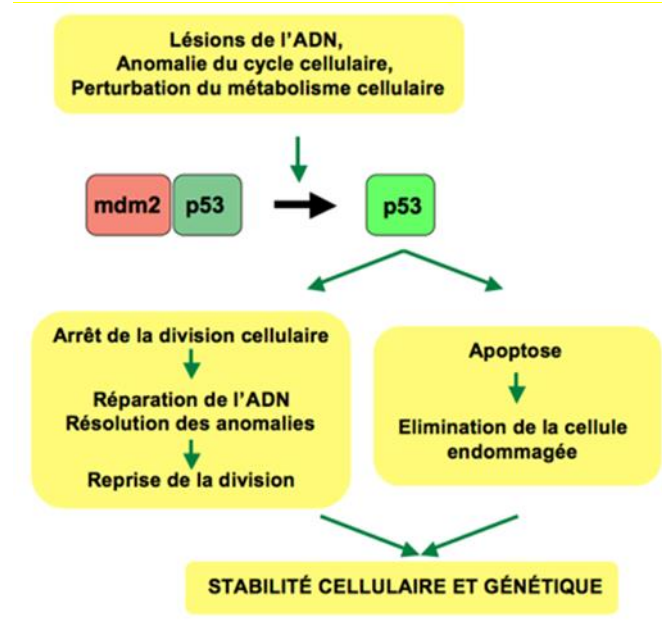 Lésions de l'ADN,
Anomalie du cycle cellulaire,
Perturbation du métabolisme cellulaire
mdm2 p53 p53
Arrêt de la division cellulaire
Réparation de l'ADN
Résolution des anomalies
Reprise de la division
Apoptose
Elimination de la cellule
endommagée
STABILITÉ CELLULAIRE ET GÉNÉTIQUE